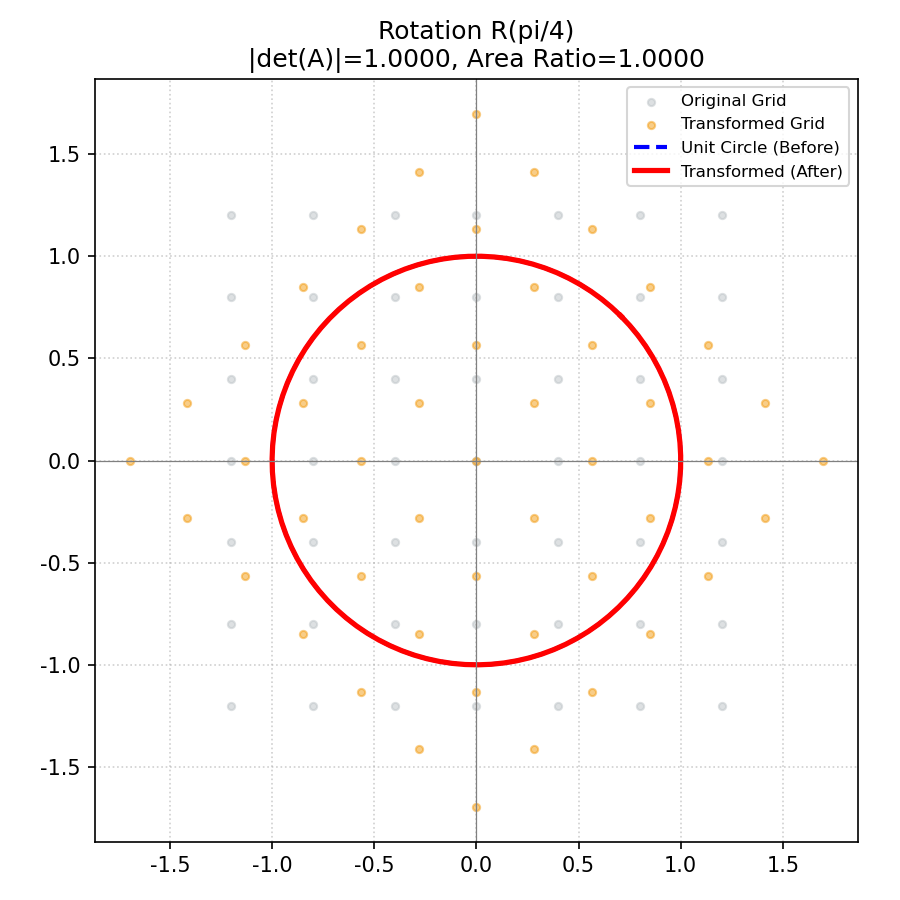 Rotation R(pi/4)
|det(A)|=1.0000, Area Ratio=1.0000
Original Grid
Transformed Grid
Unit Circle (Before)
Transformed (After)
1.5
1.0
0.5
0.0
-0.5
-1.0
-1.5
-1.5 -1.0 -0.5 0.0 0.5 1.0 1.5